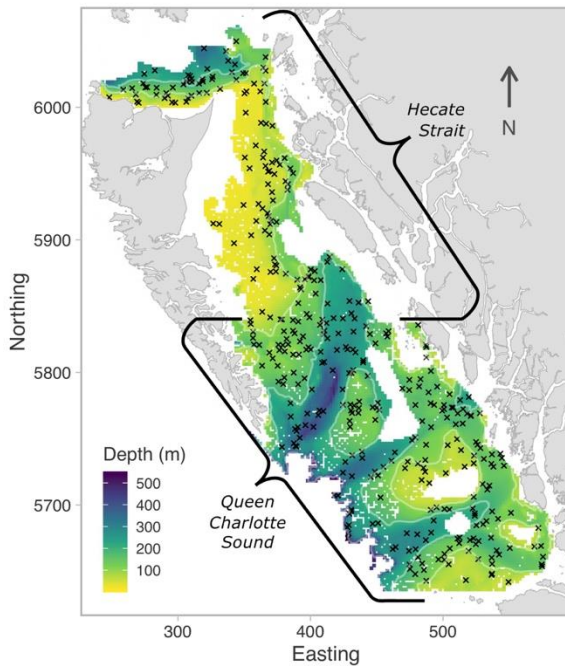 6000
5900
5800
5700
Northing
Hecate
Strait
N
Depth (m)
500
400
300
200
100
Queen
Charlotte
Sound
300
400
500
Easting